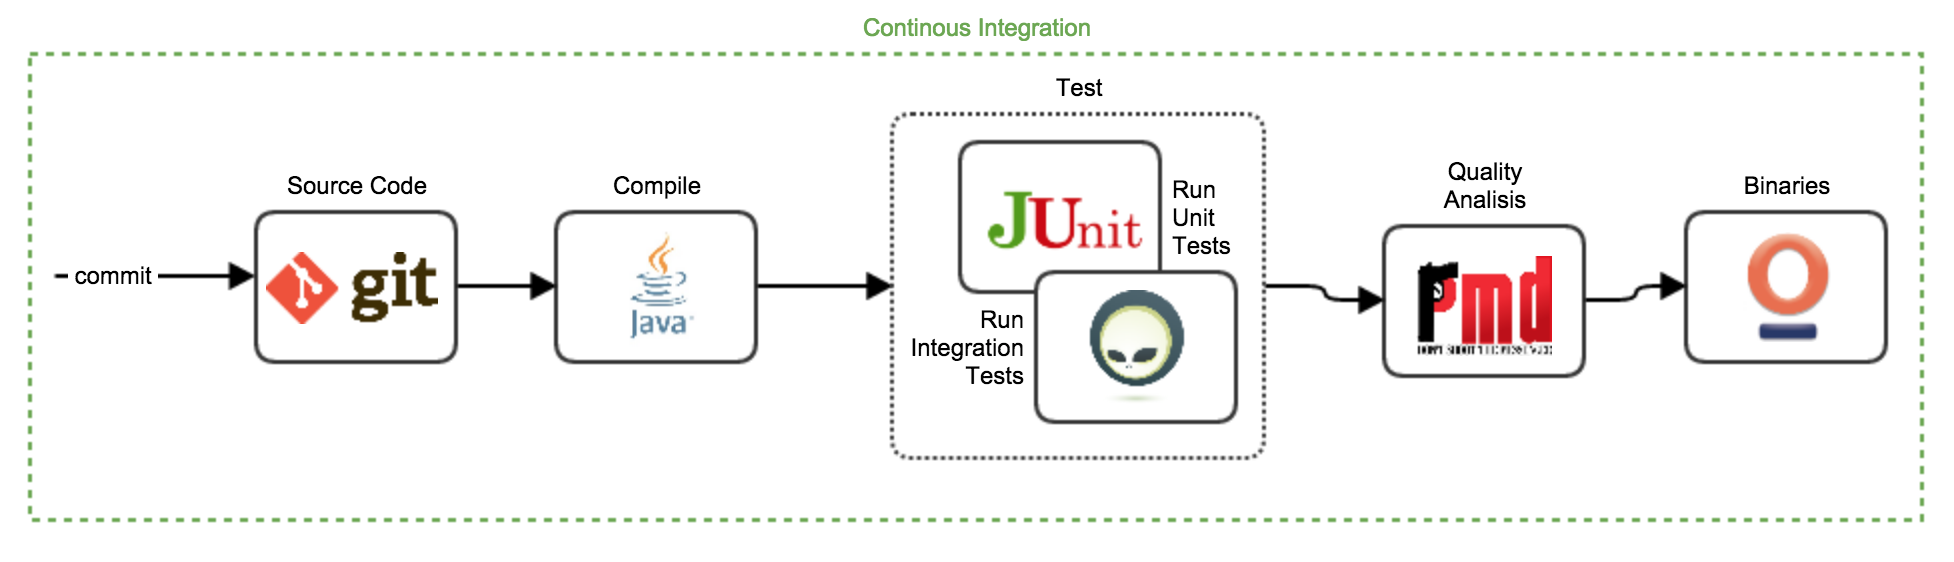 Continous Integration
Test
commit
Source Code
git
Compile
Java
JUnit
Run
Unit
Tests
Run
Integration
Tests
Quality
Analisis
pmd
Binaries